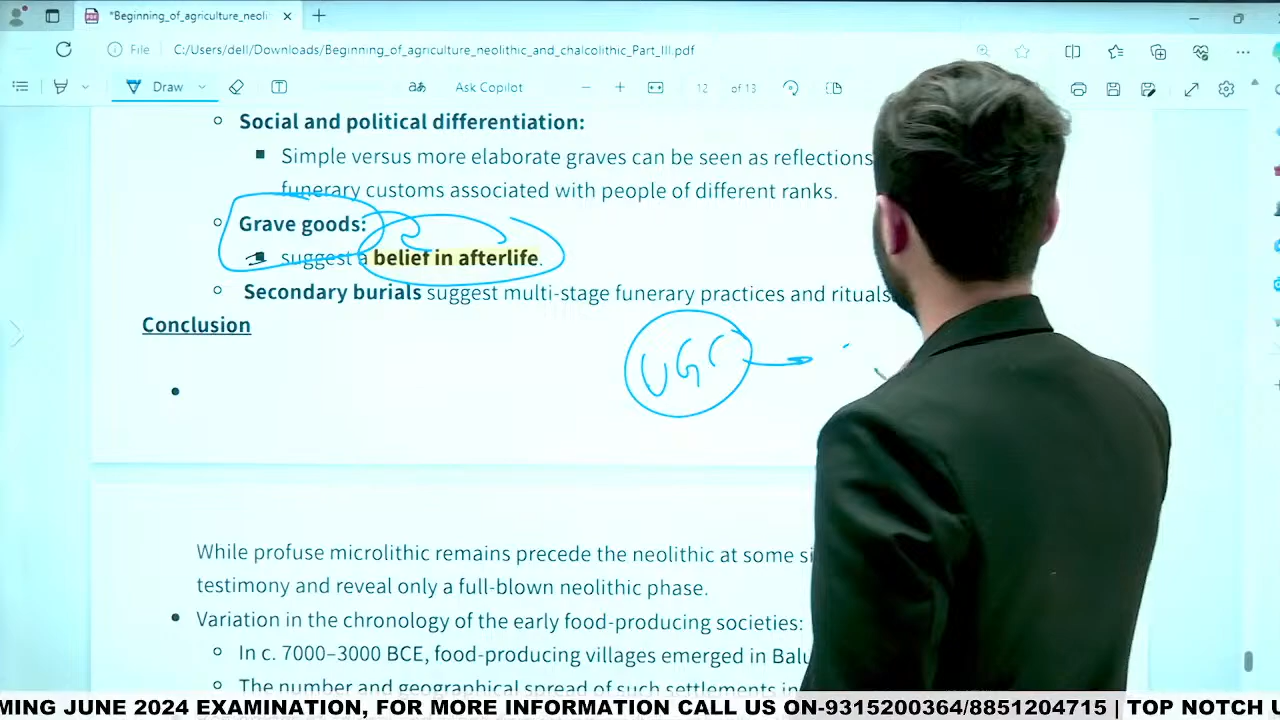 *Beginning_of_agriculture_neoli
File C:/Users/dell/Downloads/Beginning_of_agriculture_neolithic_and_chalcolithic_Part_III.pdf
Draw aあ Ask Copilot 12 of 13
Social and political differentiation:
Simple versus more elaborate graves can be seen as reflections
funerary customs associated with people of different ranks.
Grave goods:
suggest a belief in afterlife.
Secondary burials suggest multi-stage funerary practices and rituals
Conclusion
UGC
While profuse microlithic remains precede the neolithic at some si
testimony and reveal only a full-blown neolithic phase.
Variation in the chronology of the early food-producing societies:
In c. 7000–3000 BCE, food-producing villages emerged in Balu
The number and geographical spread of such settlements in
MING JUNE 2024 EXAMINATION, FOR MORE INFORMATION CALL US ON-9315200364/8851204715 | TOP NOTCH U